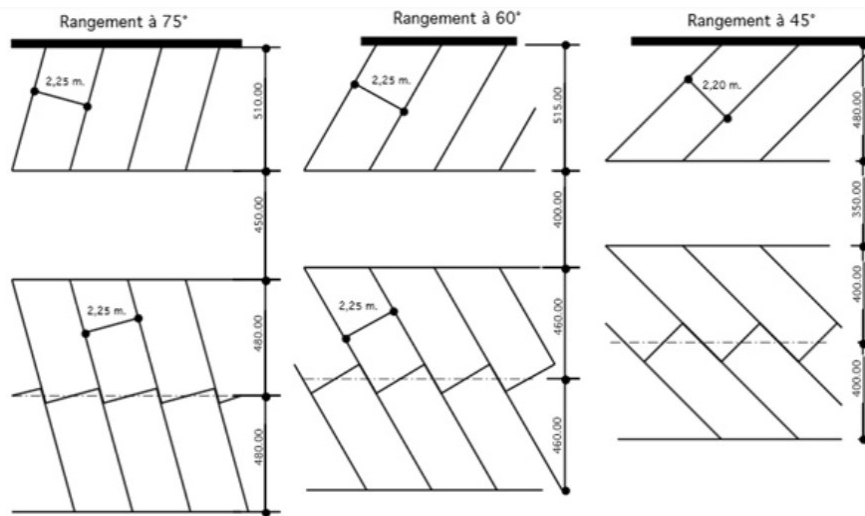 Rangement à 75°
2,25 m.
510.00
450.00
2,25 m.
480.00
480.00
Rangement à 60°
2,25 m.
515.00
400.00
2,25 m.
460.00
460.00
Rangement à 45°
2,20 m.
480.00
350.00
400.00
400.00